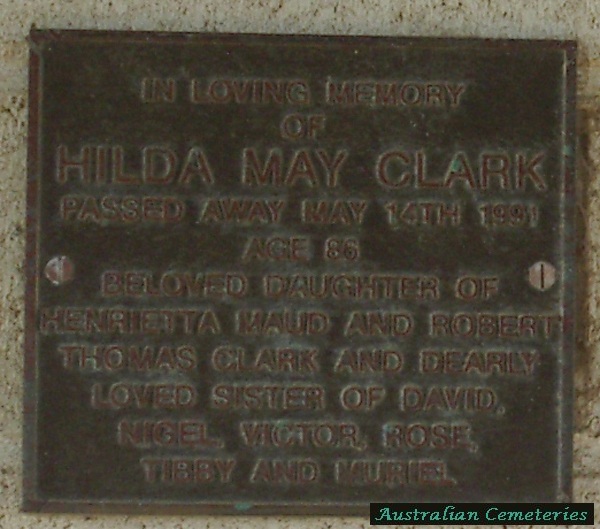 IN LOVING MEMORY
OF
HILDA MAY CLARK
PASSED AWAY MAY 14TH 1991
AGE 86
BELOVED DAUGHTER OF
HENRIETTA MAUD AND ROBERT
THOMAS CLARK AND DEARLY
LOVED SISTER OF DAVID,
NIGEL, VICTOR, ROSE,
TIBBY AND MURIEL
Australian Cemeteries